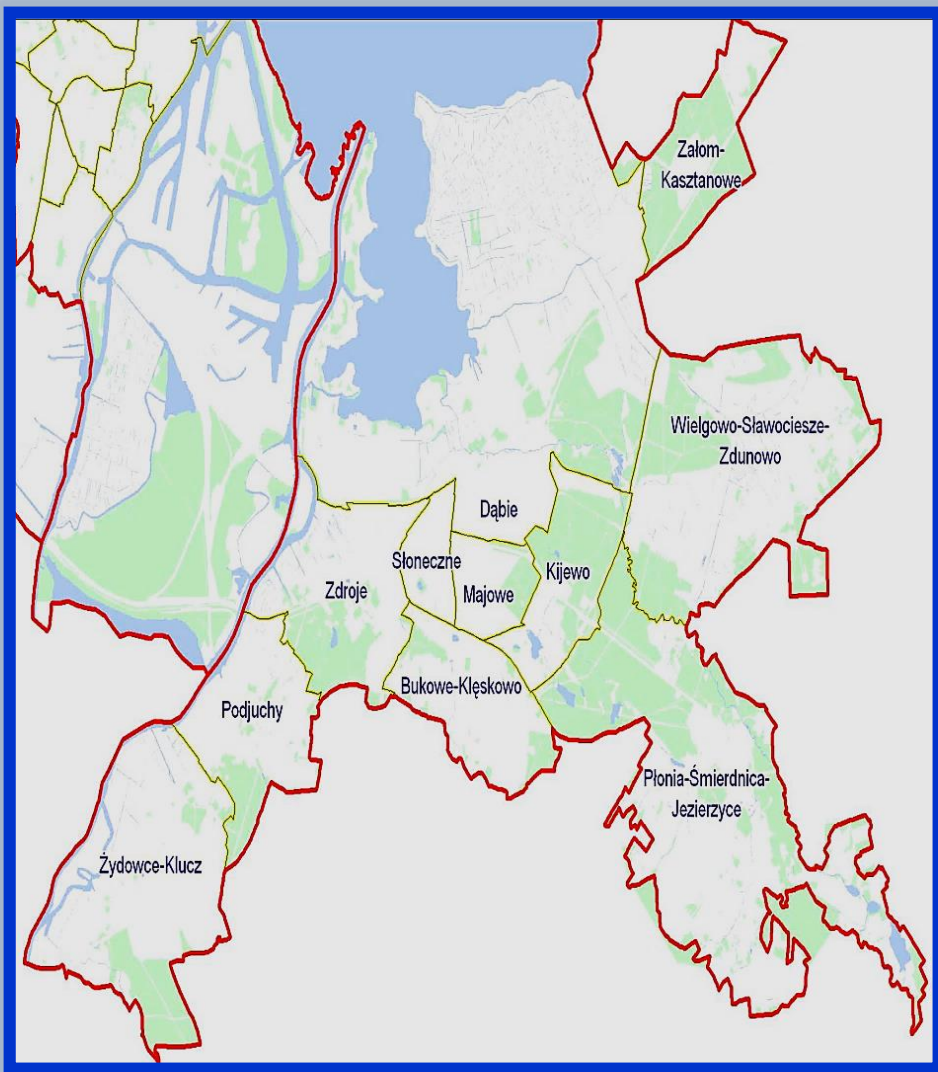 Załom-
Kasztanowe
Wielgowo-Sławociesze-
Zdunowo
Dąbie
Słoneczne
Majowe
Kijewo
Zdroje
Bukowe-Klęskowo
Podjuchy
Płonia-Śmierdnica-
Jezierzyce
Żydowce-Klucz